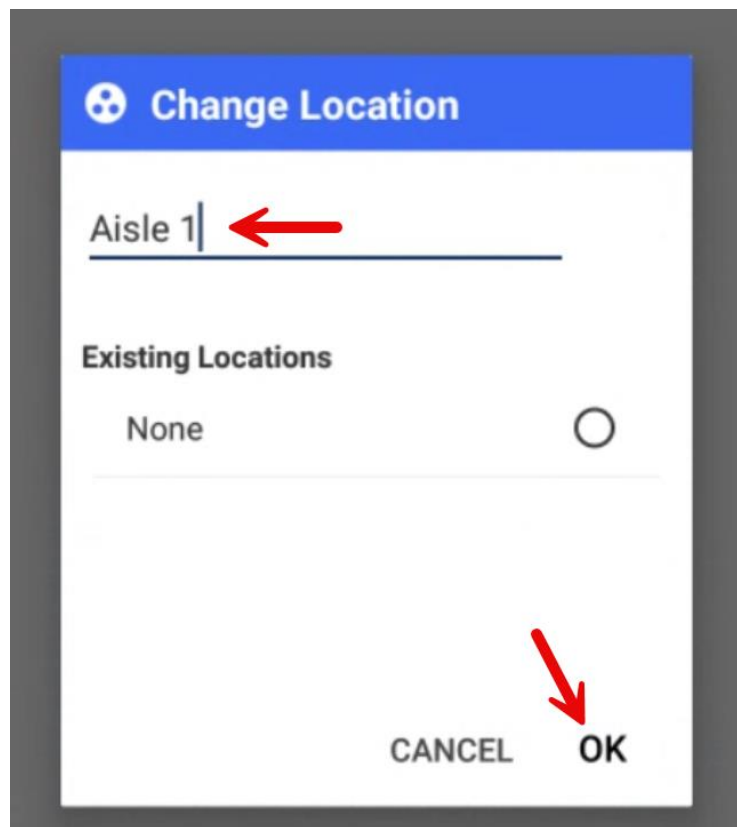 Change Location
Aisle 1
Existing Locations
None
CANCEL OK